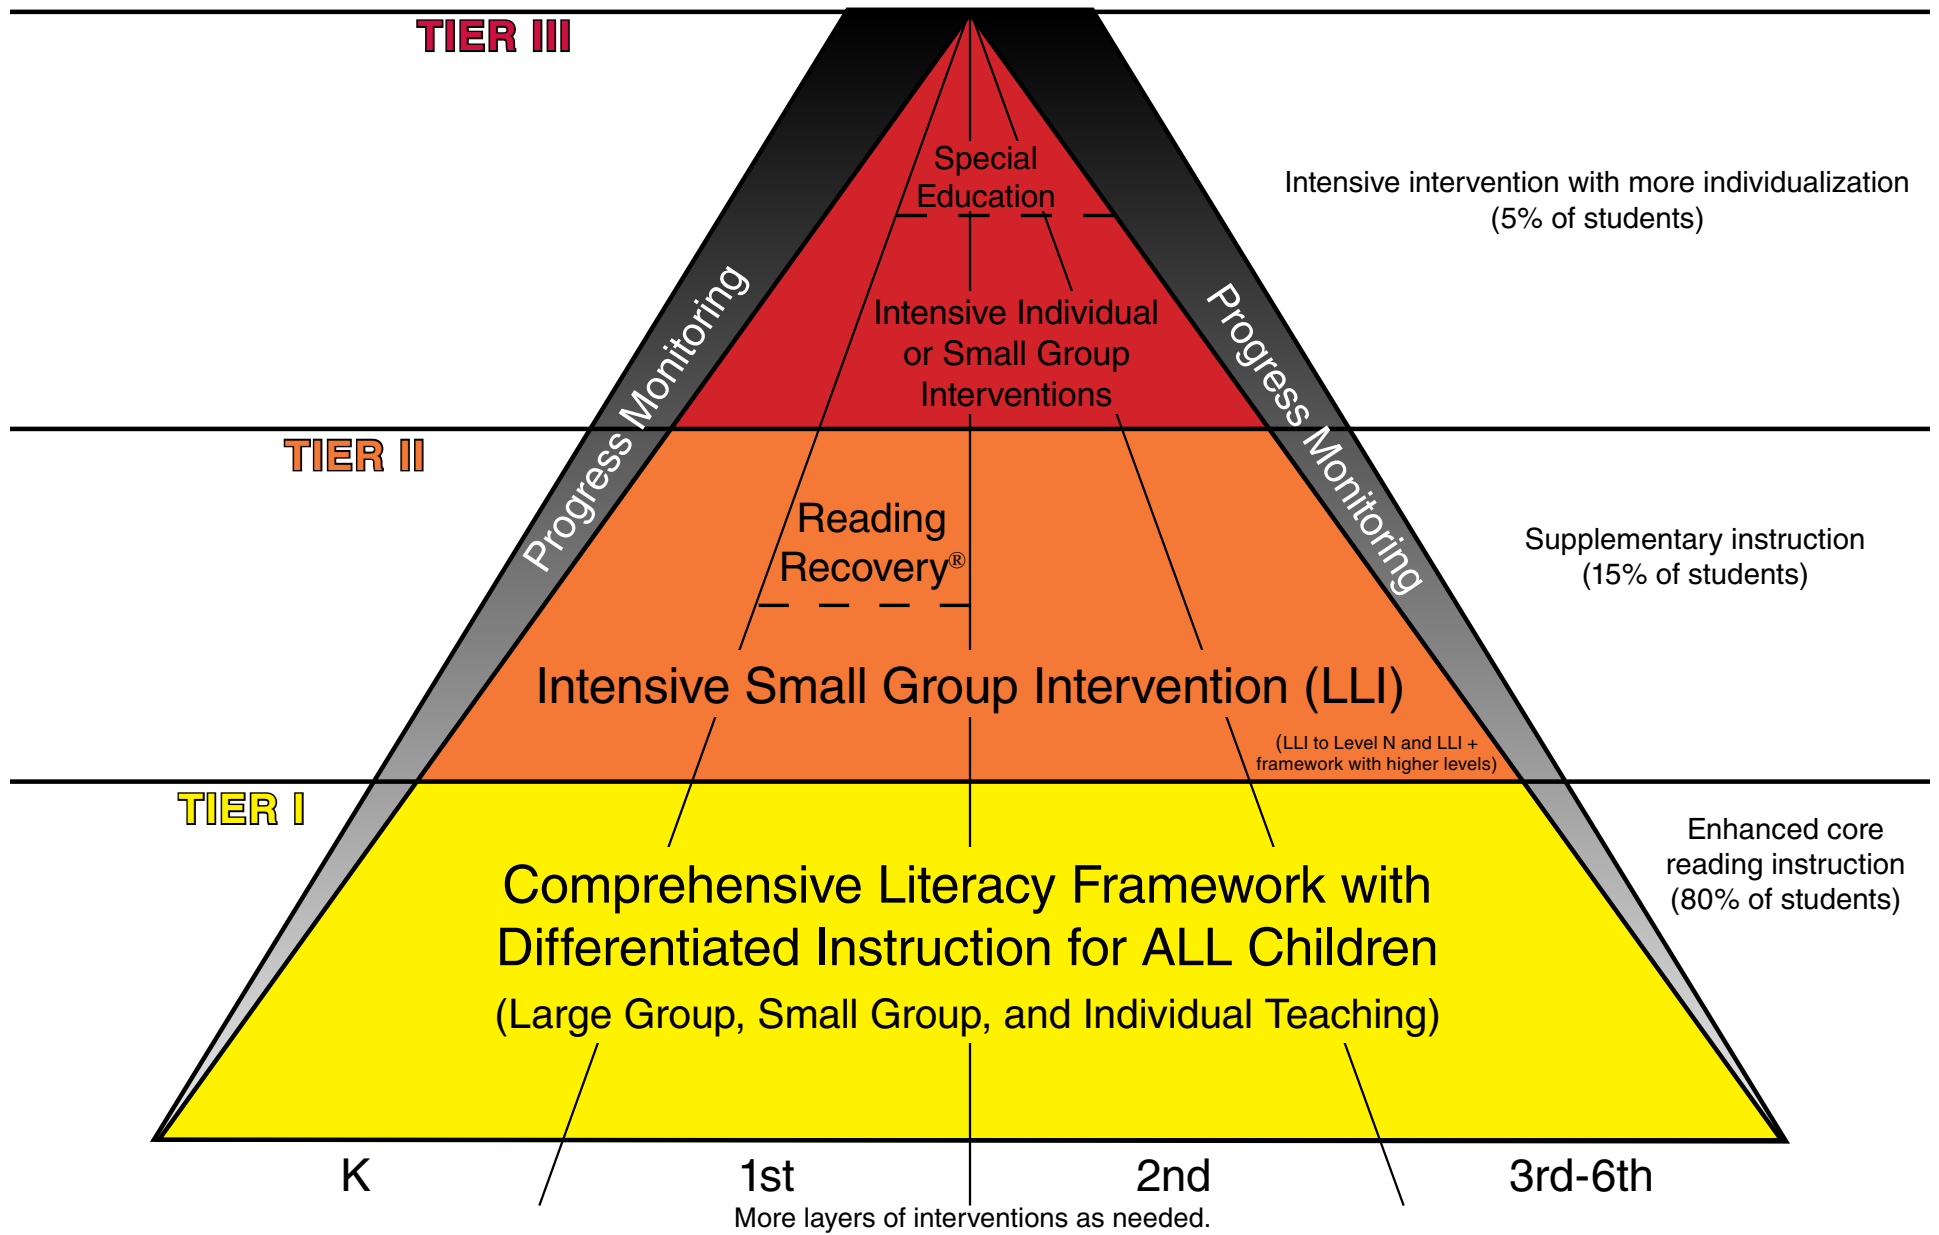 TIER III
Special
Education
Intensive intervention with more individualization
(5% of students)
Intensive Individual
or Small Group
Interventions
Progress Monitoring
Progress Monitoring
TIER II
Reading
Recovery®
Supplementary instruction
(15% of students)
Intensive Small Group Intervention (LLI)
(LLI to Level N and LLI +
framework with higher levels)
TIER I
Enhanced core
reading instruction
(80% of students)
Comprehensive Literacy Framework with
Differentiated Instruction for ALL Children
(Large Group, Small Group, and Individual Teaching)
K 1st 2nd 3rd-6th
More layers of interventions as needed.